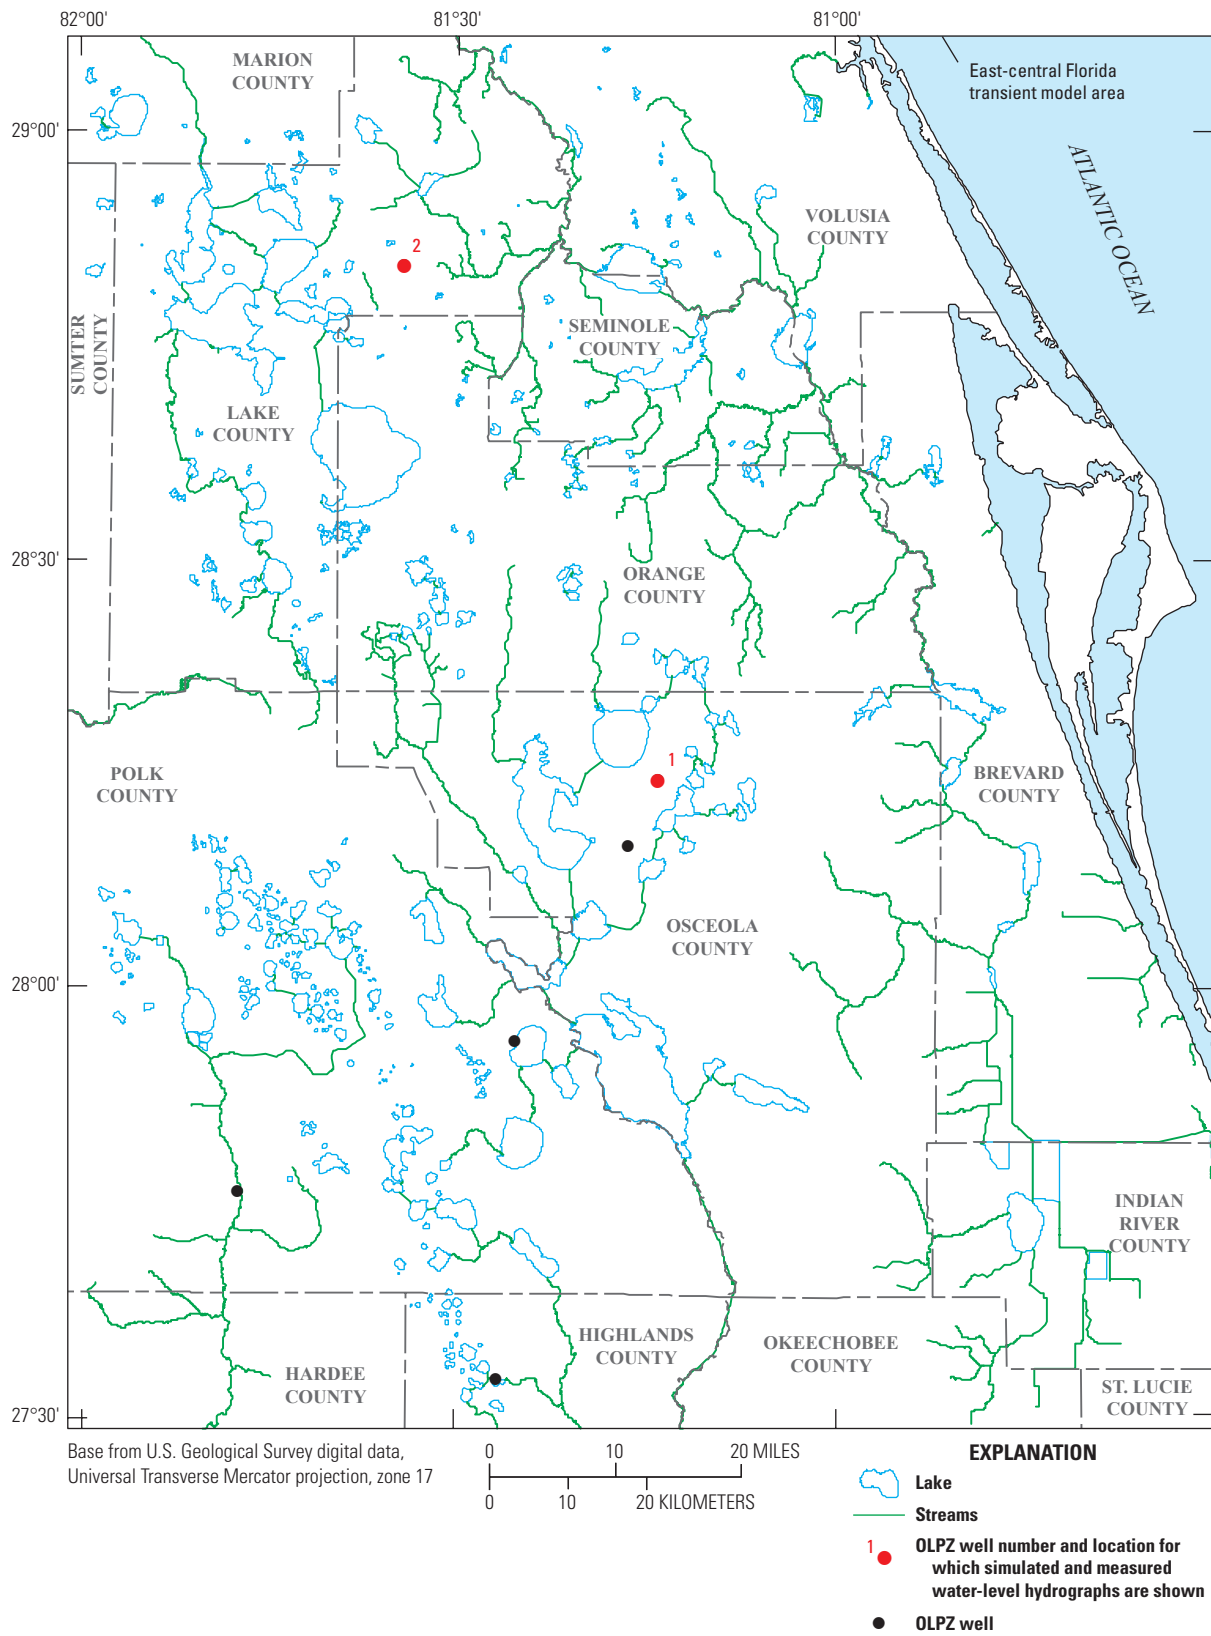 82°00'
81°30'
81°00'
MARION
COUNTY
East-central Florida
transient model area
29°00'
ATLANTIC OCEAN
VOLUSIA
COUNTY
2
SUMTER
COUNTY
SEMINOLE
COUNTY
LAKE
COUNTY
28°30'
ORANGE
COUNTY
POLK
COUNTY
1
BREVARD
COUNTY
OSCEOLA
COUNTY
28°00'
INDIAN
RIVER
COUNTY
HIGHLANDS
COUNTY
OKEECHOBEE
COUNTY
HARDEE
COUNTY
ST. LUCIE
COUNTY
27°30'
Base from U.S. Geological Survey digital data,
Universal Transverse Mercator projection, zone 17
0 10 20 MILES
0 10 20 KILOMETERS
EXPLANATION
Lake
Streams
1
OLPZ well number and location for
which simulated and measured
water-level hydrographs are shown
OLPZ well